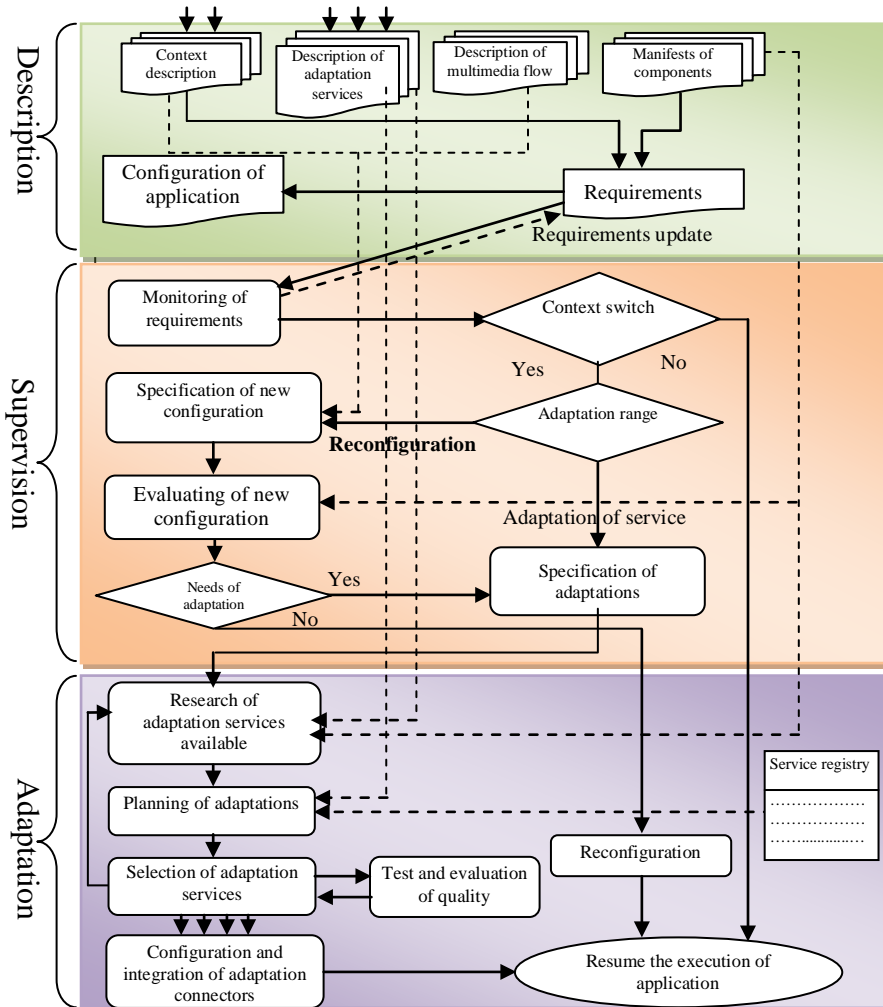 Description
Context
description
Description of
adaptation
services
Description of
multimedia flow
Manifests of
components
Configuration of
application
Requirements
Requirements update
Supervision
Monitoring of
requirements
Context switch
Yes
No
Specification of new
configuration
Adaptation range
Reconfiguration
Evaluating of new
configuration
Adaptation of service
Needs of
adaptation
Yes
No
Specification of
adaptations
Adaptation
Research of
adaptation services
available
Service registry
………………
………………
……...........…
Planning of adaptations
Reconfiguration
Selection of adaptation
services
Test and evaluation
of quality
Configuration and
integration of adaptation
connectors
Resume the execution of
application